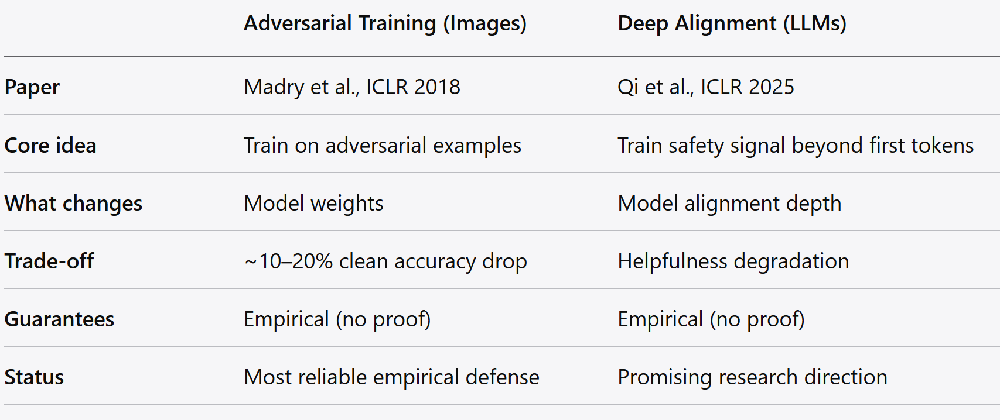 Adversarial Training (Images) Deep Alignment (LLMs)
Paper Madry et al., ICLR 2018 Qi et al., ICLR 2025
Core idea Train on adversarial examples Train safety signal beyond first tokens
What changes Model weights Model alignment depth
Trade-off ~10–20% clean accuracy drop Helpfulness degradation
Guarantees Empirical (no proof) Empirical (no proof)
Status Most reliable empirical defense Promising research direction